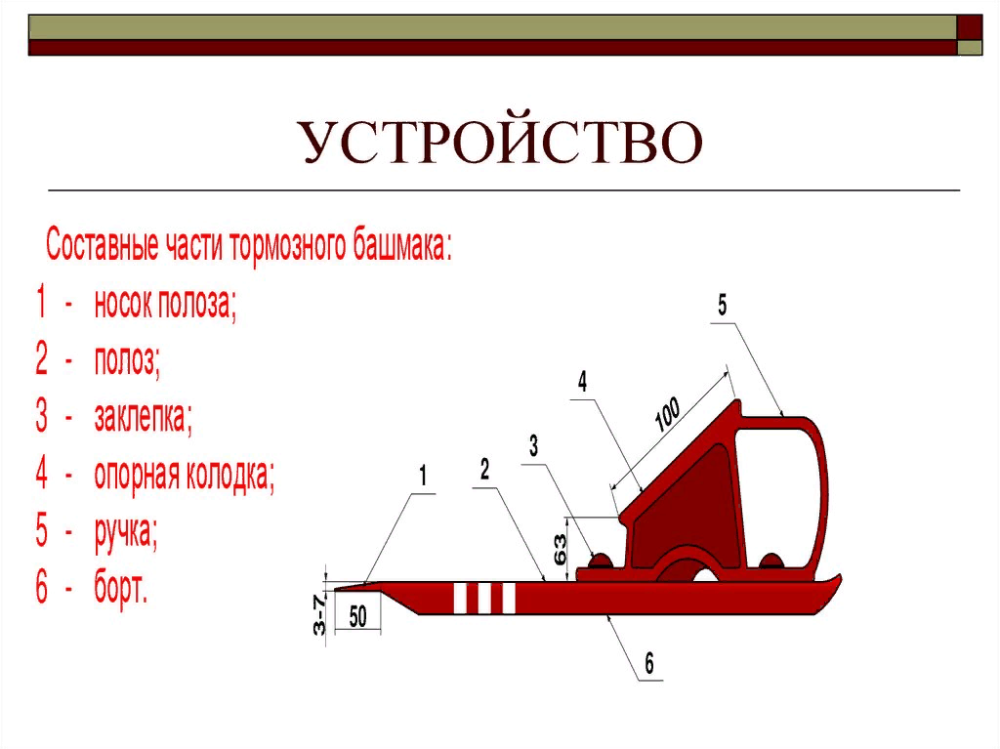 УСТРОЙСТВО
Составные части тормозного башмака:
1 - носок полоза;
2 - полоз;
3 - заклепка;
4 - опорная колодка;
5 - ручка;
6 - борт.
5
4
100
3
2
1
63
3-7
50
6